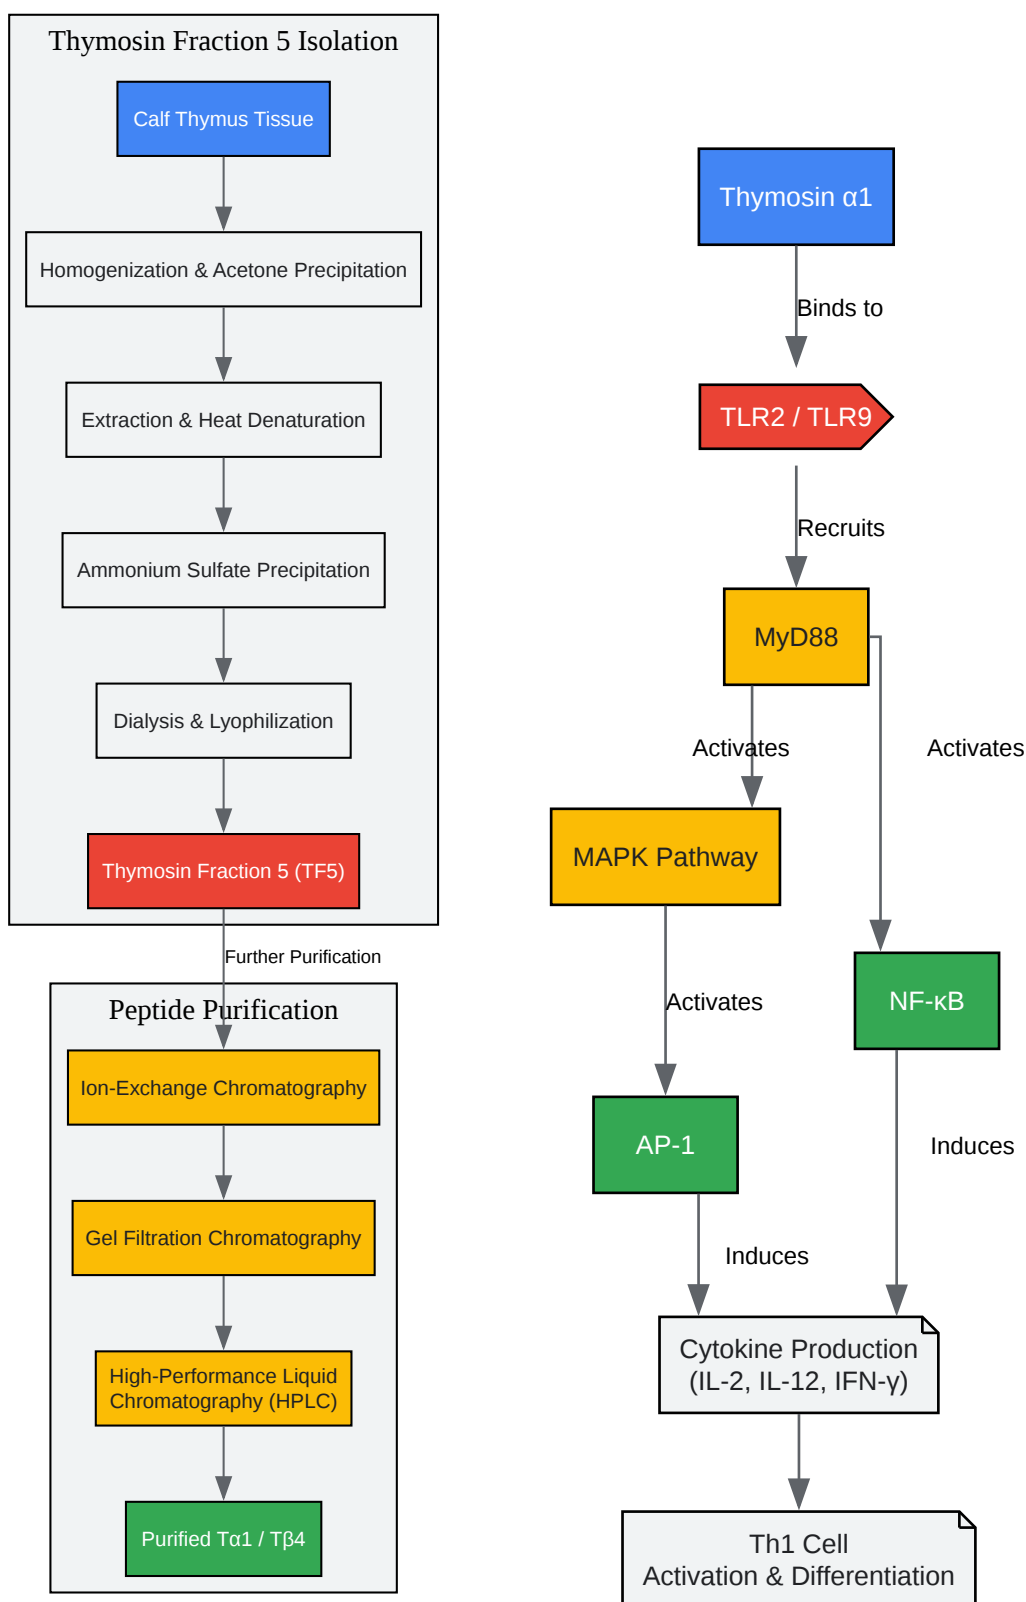 Thymosin Fraction 5 Isolation
Calf Thymus Tissue
Homogenization & Acetone Precipitation
Extraction & Heat Denaturation
Ammonium Sulfate Precipitation
Dialysis & Lyophilization
Thymosin Fraction 5 (TF5)
Further Purification
Peptide Purification
Ion-Exchange Chromatography
Gel Filtration Chromatography
High-Performance Liquid
Chromatography (HPLC)
Purified Tα1 / Tβ4
Thymosin α1
Binds to
TLR2 / TLR9
Recruits
MyD88
Activates
Activates
MAPK Pathway
Activates
NF-κB
AP-1
Induces
Induces
Cytokine Production
(IL-2, IL-12, IFN-γ)
Th1 Cell
Activation & Differentiation